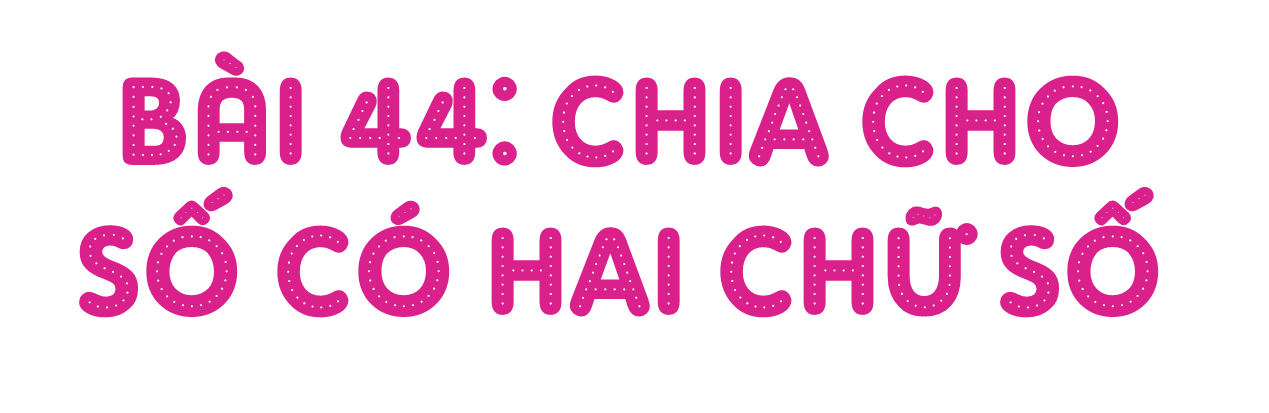 BÀI 44: CHIA CHO
SỐ CÓ HAI CHỮ SỐ